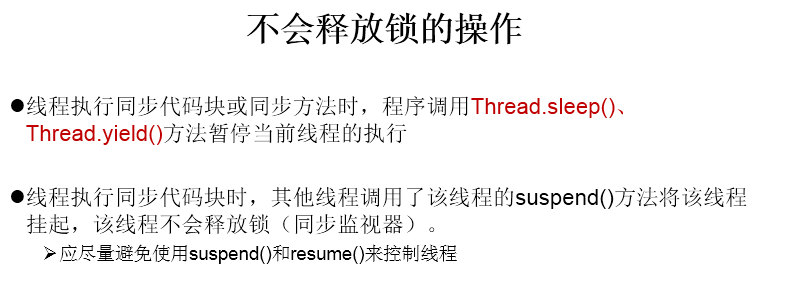 不会释放锁的操作
●线程执行同步代码块或同步方法时，程序调用Thread.sleep()、
Thread.yield()方法暂停当前线程的执行
●线程执行同步代码块时，其他线程调用了该线程的suspend()方法将该线程
挂起，该线程不会释放锁（同步监视器）。
➢应尽量避免使用suspend()和resume()来控制线程